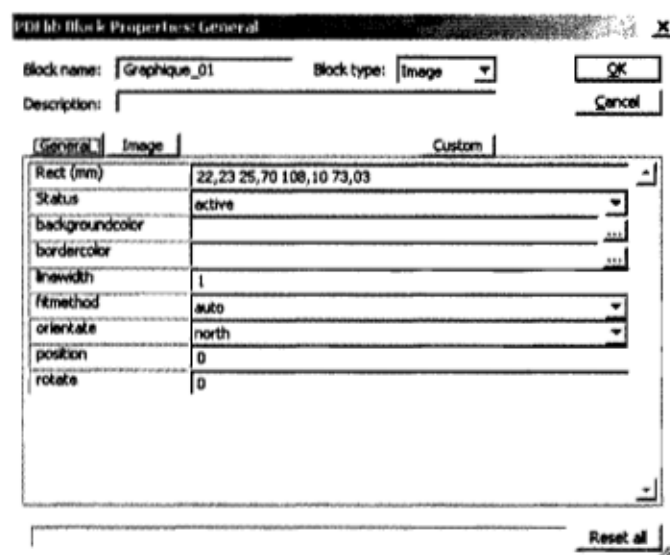 PDFlib Block Properties: General
Block name: Graphique_01 Block type: Image OK
Description: Cancel
General Image Custom
Rect (mm) 22,23 25,70 108,10 73,03
Status active
backgroundcolor ...
bordercolor ...
linewidth 1
fitmethod auto
orientate north
position 0
rotate 0
Reset all